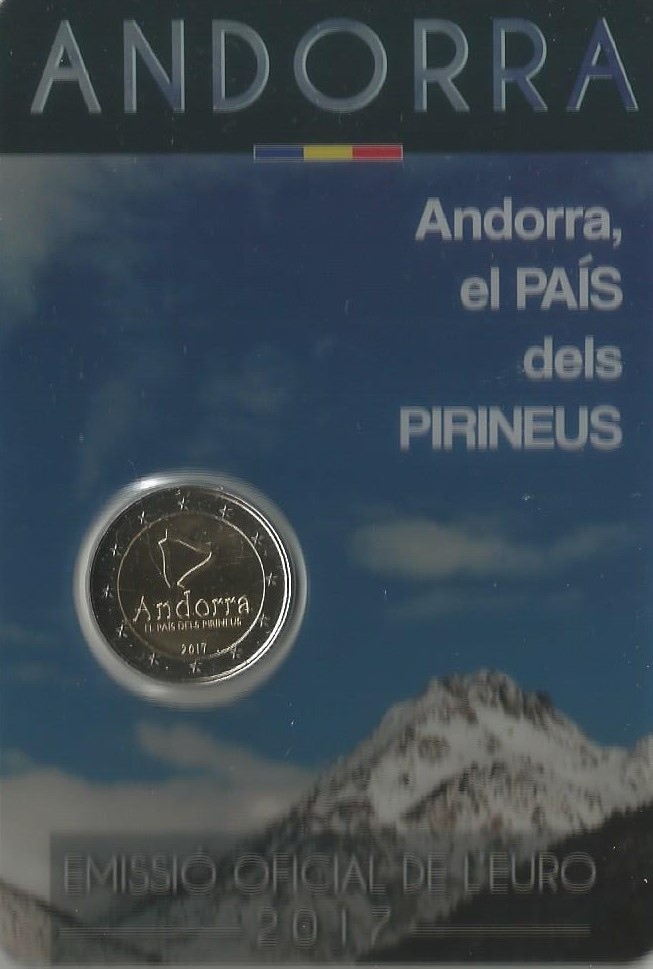 ANDORRA
Andorra,
el PAÍS
dels
PIRINEUS
Andorra
EL PAÍS DELS PIRINEUS
2017
EMISSIÓ OFICIAL DE L'EURO
2017